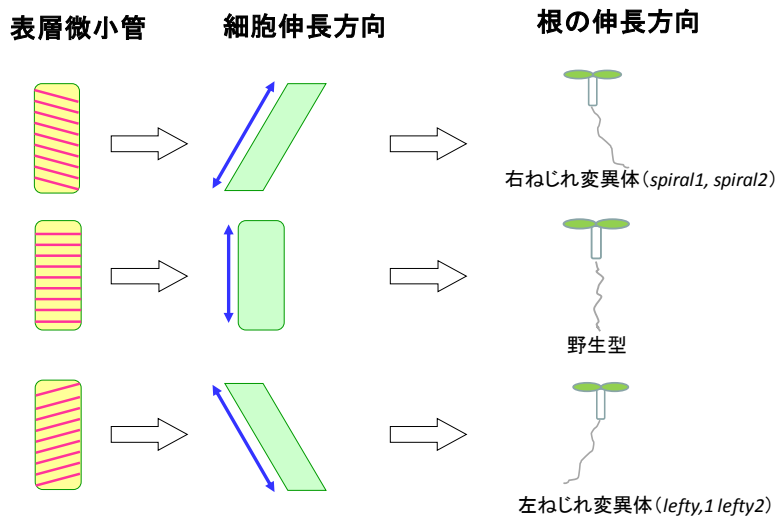 表層微小管
細胞伸長方向
根の伸長方向
右ねじれ変異体（spiral1, spiral2）
野生型
左ねじれ変異体（lefty,1 lefty2）